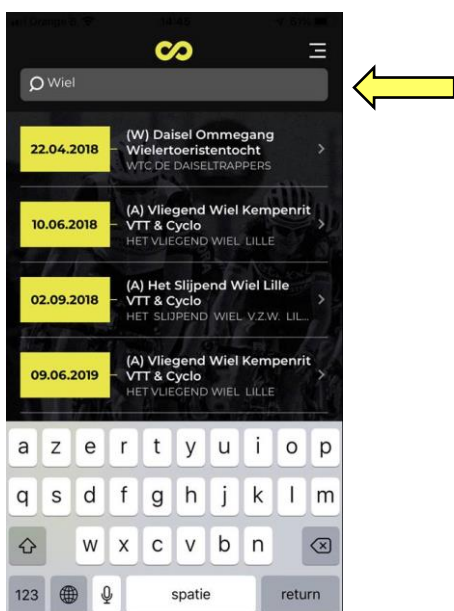 14:45
Wiel
22.04.2018
(W) Daisel Ommegang
Wielertoeristentocht
WTC DE DAISELTRAPPERS
10.06.2018
(A) Vliegend Wiel Kempenrit
VTT & Cyclo
HET VLIEGEND WIEL LILLE
02.09.2018
(A) Het Slijpend Wiel Lille
VTT & Cyclo
HET SLIJPEND WIEL V.Z.W. LIL...
09.06.2019
(A) Vliegend Wiel Kempenrit
VTT & Cyclo
HET VLIEGEND WIEL LILLE
a z e r t y u i o p
q s d f g h j k l m
w x c v b n
123 spatie return